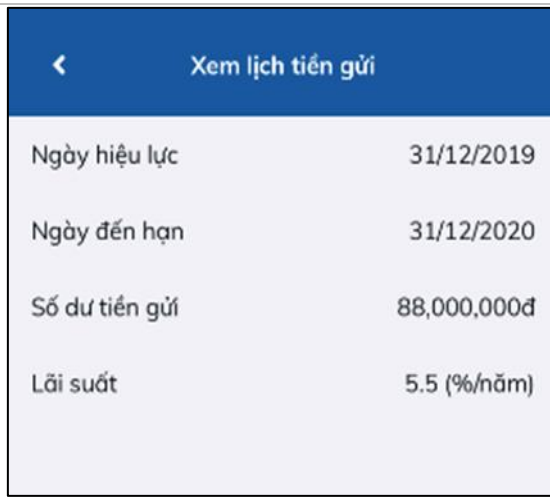 Xem lịch tiền gửi
Ngày hiệu lực 31/12/2019
Ngày đến hạn 31/12/2020
Số dư tiền gửi 88,000,000đ
Lãi suất 5.5 (%/năm)